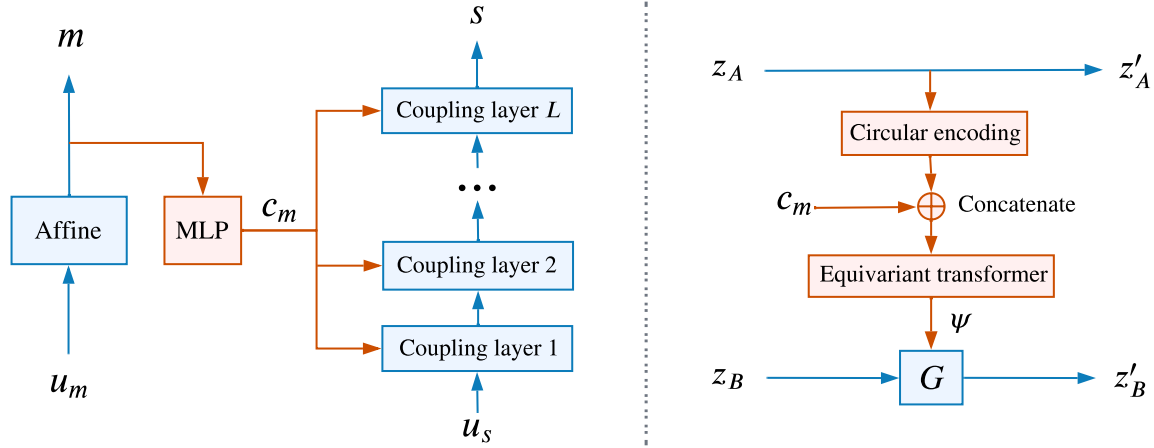 m
s
Coupling layer L
...
Affine
MLP
c_m
Coupling layer 2
Coupling layer 1
u_m
u_s
z_A
z'_A
Circular encoding
c_m
Concatenate
Equivariant transformer
ψ
z_B
G
z'_B